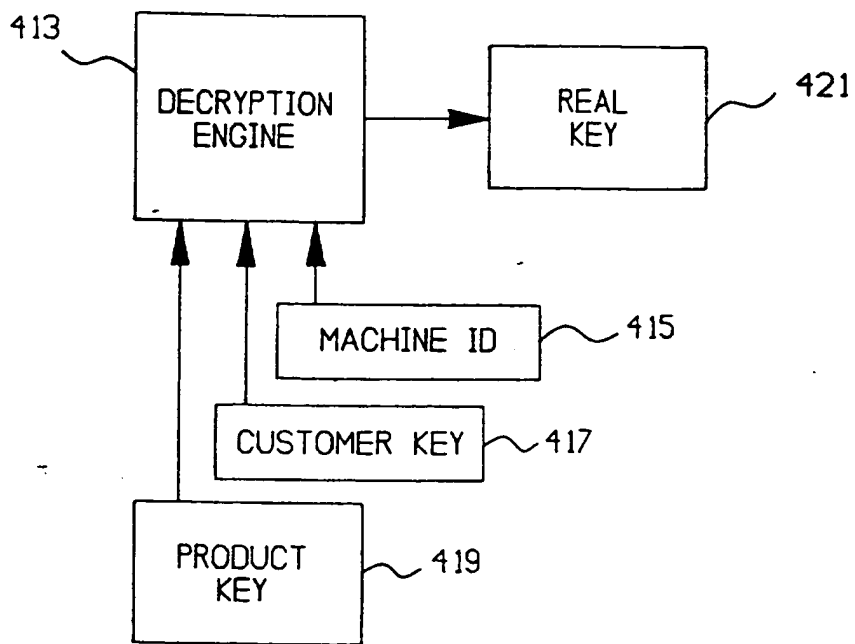 413
DECRYPTION
ENGINE
REAL
KEY
421
MACHINE ID
415
CUSTOMER KEY
417
PRODUCT
KEY
419